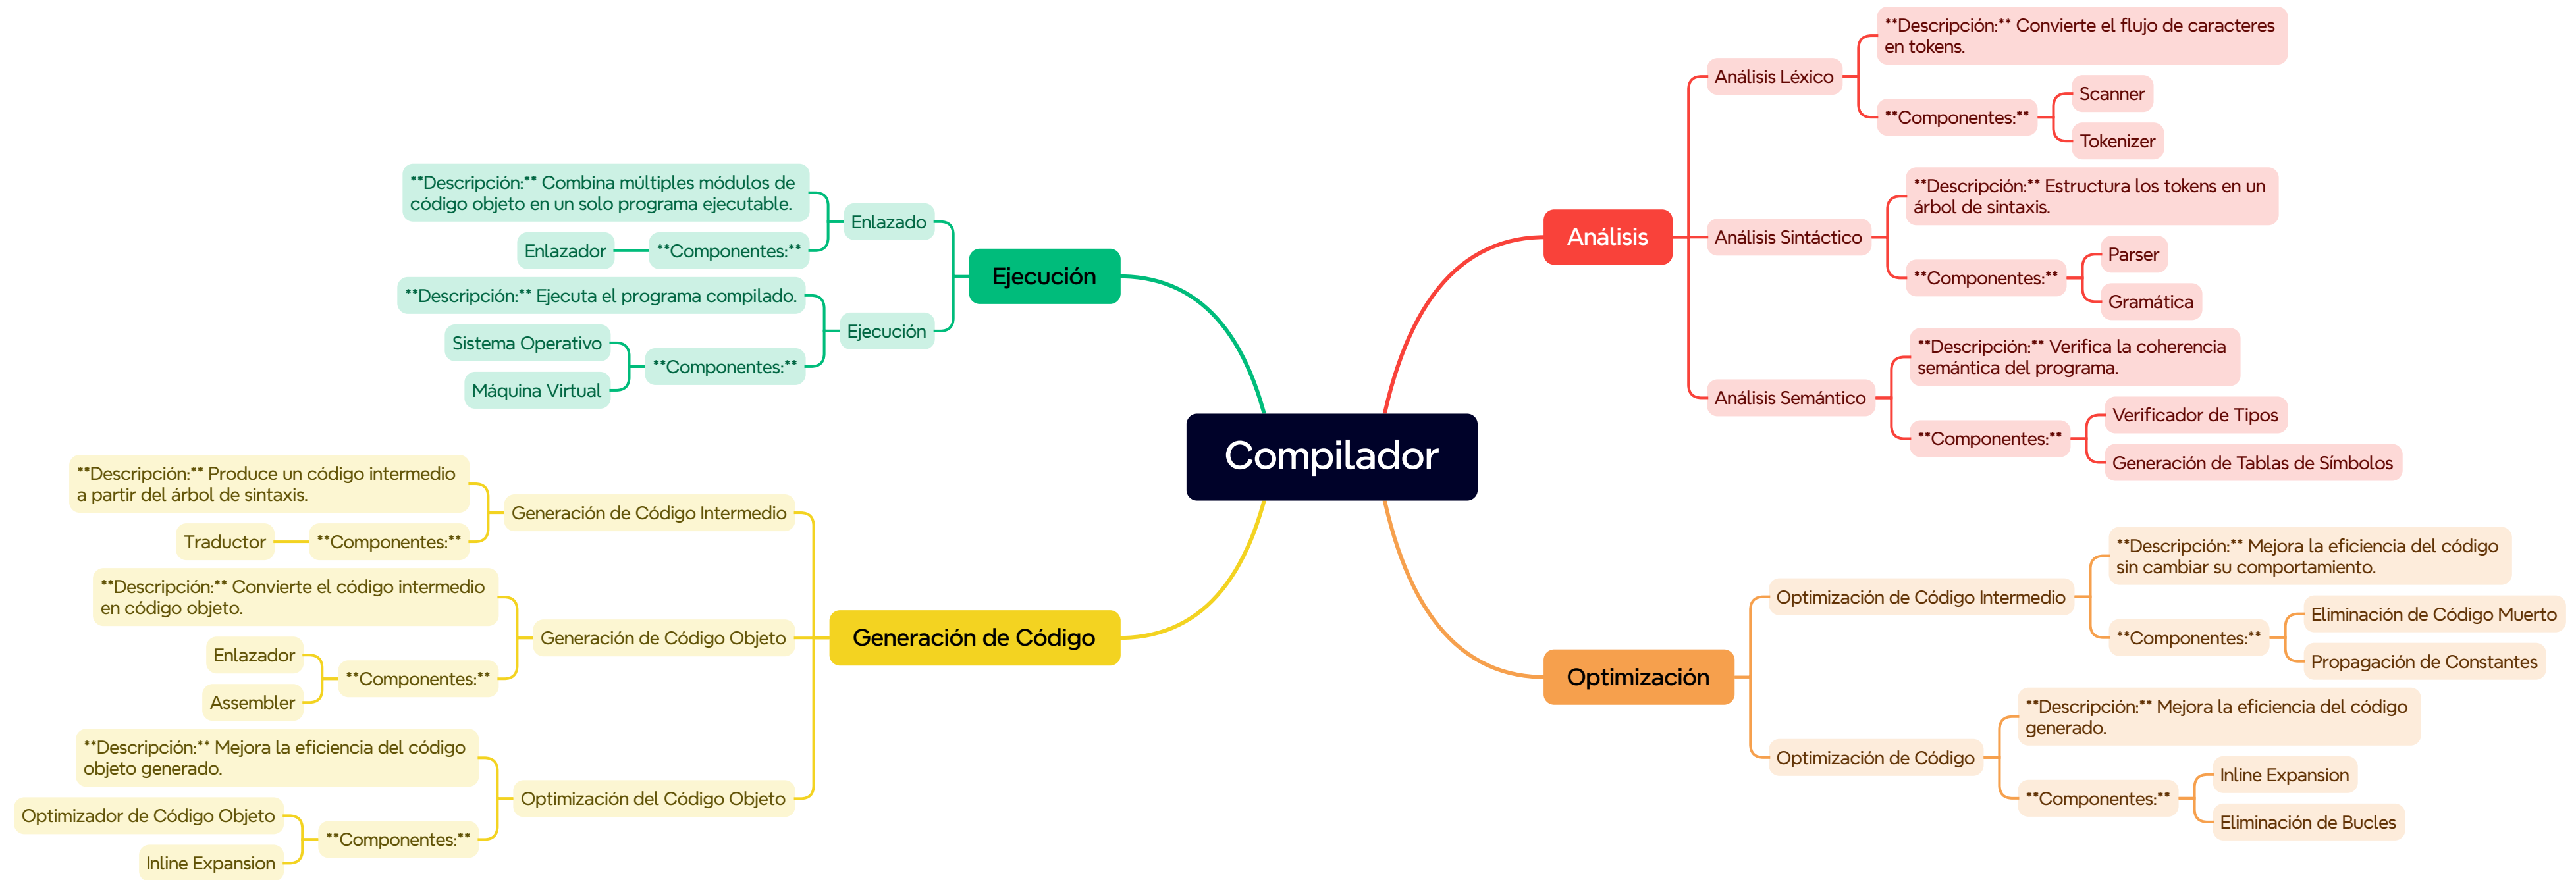 Compilador
Análisis
Análisis Léxico
**Descripción:** Convierte el flujo de caracteres
en tokens.
**Componentes:**
Scanner
Tokenizer
Análisis Sintáctico
**Descripción:** Estructura los tokens en un
árbol de sintaxis.
**Componentes:**
Parser
Gramática
Análisis Semántico
**Descripción:** Verifica la coherencia
semántica del programa.
**Componentes:**
Verificador de Tipos
Generación de Tablas de Símbolos
Optimización
Optimización de Código Intermedio
**Descripción:** Mejora la eficiencia del código
sin cambiar su comportamiento.
**Componentes:**
Eliminación de Código Muerto
Propagación de Constantes
Optimización de Código
**Descripción:** Mejora la eficiencia del código
generado.
**Componentes:**
Inline Expansion
Eliminación de Bucles
Generación de Código
Generación de Código Intermedio
**Descripción:** Produce un código intermedio
a partir del árbol de sintaxis.
**Componentes:**
Traductor
Generación de Código Objeto
**Descripción:** Convierte el código intermedio
en código objeto.
**Componentes:**
Enlazador
Assembler
Optimización del Código Objeto
**Descripción:** Mejora la eficiencia del código
objeto generado.
**Componentes:**
Optimizador de Código Objeto
Inline Expansion
Ejecución
Enlazado
**Descripción:** Combina múltiples módulos de
código objeto en un solo programa ejecutable.
**Componentes:**
Enlazador
Ejecución
**Descripción:** Ejecuta el programa compilado.
**Componentes:**
Sistema Operativo
Máquina Virtual